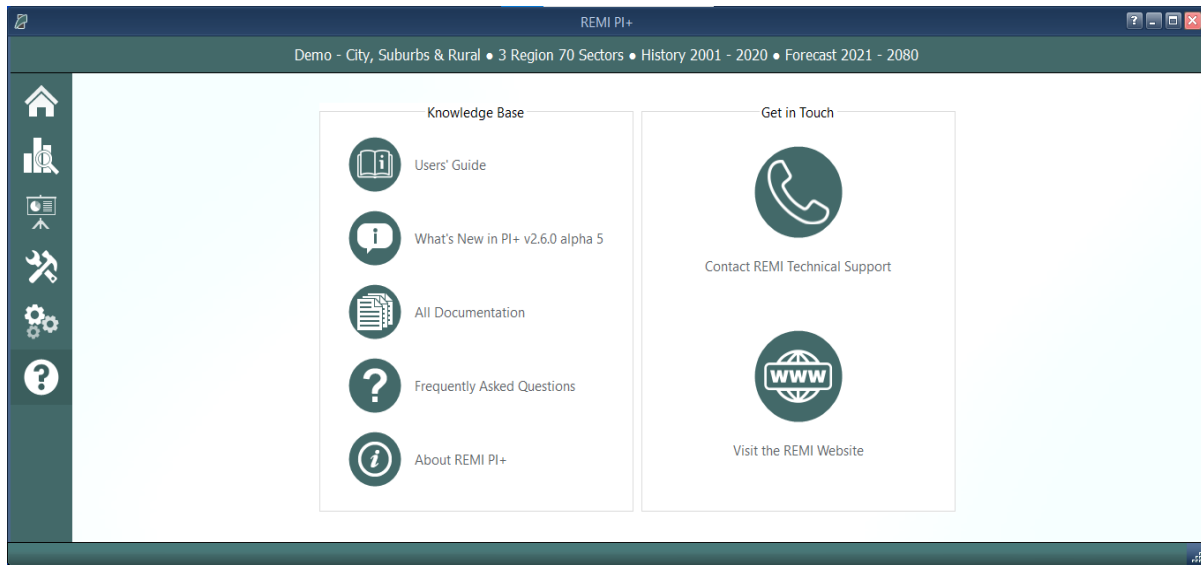 REMI PI+
Demo - City, Suburbs & Rural ● 3 Region 70 Sectors ● History 2001 - 2020 ● Forecast 2021 - 2080
Knowledge Base
Users' Guide
What's New in PI+ v2.6.0 alpha 5
All Documentation
Frequently Asked Questions
About REMI PI+
Get in Touch
Contact REMI Technical Support
WWW
Visit the REMI Website